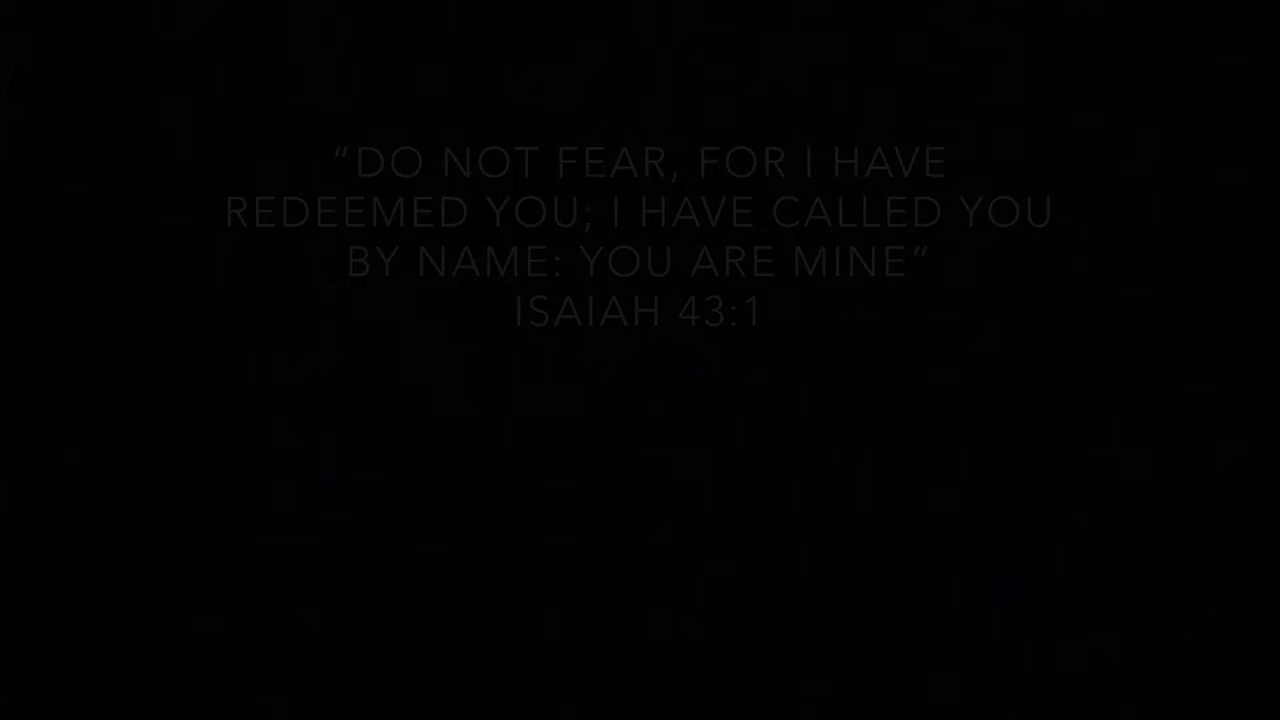 “DO NOT FEAR, FOR I HAVE
REDEEMED YOU; I HAVE CALLED YOU
BY NAME: YOU ARE MINE”
ISAIAH 43:1